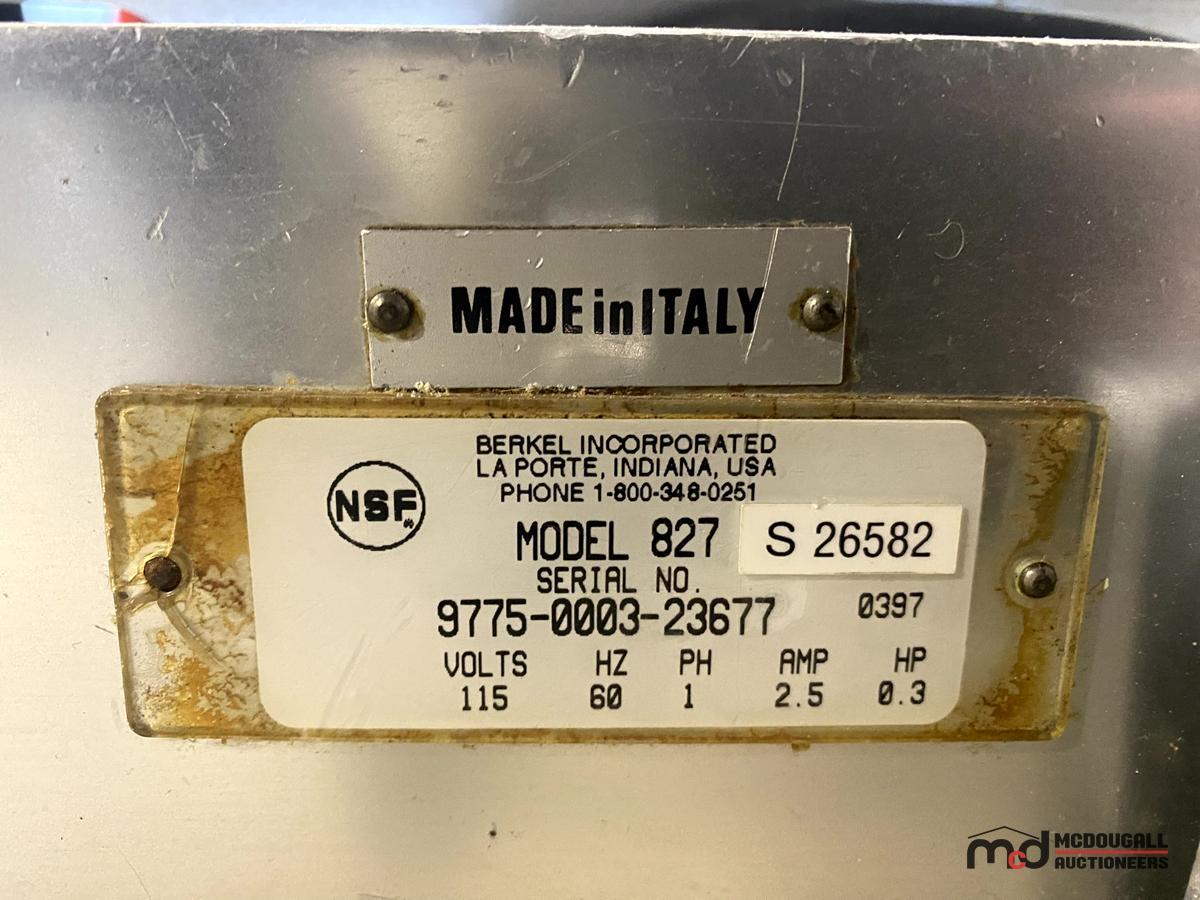 MADE in ITALY
BERKEL INCORPORATED
LA PORTE, INDIANA, USA
PHONE 1-800-348-0251
NSF
MODEL 827 S 26582
SERIAL NO.
9775-0003-23677 0397
VOLTS HZ PH AMP HP
115 60 1 2.5 0.3
mcd MCDOUGALL
AUCTIONEERS